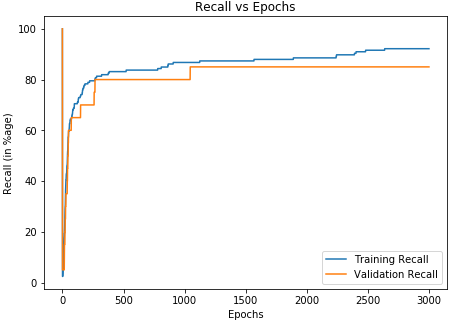 Recall vs Epochs
Recall (in %age)
100
80
60
40
20
0
0 500 1000 1500 2000 2500 3000
Epochs
Training Recall
Validation Recall